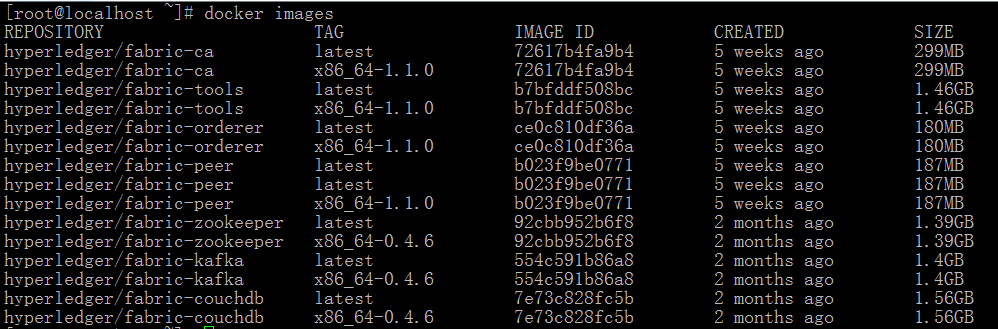 [root@localhost ~]# docker images
REPOSITORY TAG IMAGE ID CREATED SIZE
hyperledger/fabric-ca latest 72617b4fa9b4 5 weeks ago 299MB
hyperledger/fabric-ca x86_64-1.1.0 72617b4fa9b4 5 weeks ago 299MB
hyperledger/fabric-tools latest b7bfddf508bc 5 weeks ago 1.46GB
hyperledger/fabric-tools x86_64-1.1.0 b7bfddf508bc 5 weeks ago 1.46GB
hyperledger/fabric-orderer latest ce0c810df36a 5 weeks ago 180MB
hyperledger/fabric-orderer x86_64-1.1.0 ce0c810df36a 5 weeks ago 180MB
hyperledger/fabric-peer latest b023f9be0771 5 weeks ago 187MB
hyperledger/fabric-peer latest b023f9be0771 5 weeks ago 187MB
hyperledger/fabric-peer x86_64-1.1.0 b023f9be0771 5 weeks ago 187MB
hyperledger/fabric-zookeeper latest 92cbb952b6f8 2 months ago 1.39GB
hyperledger/fabric-zookeeper x86_64-0.4.6 92cbb952b6f8 2 months ago 1.39GB
hyperledger/fabric-kafka latest 554c591b86a8 2 months ago 1.4GB
hyperledger/fabric-kafka x86_64-0.4.6 554c591b86a8 2 months ago 1.4GB
hyperledger/fabric-couchdb latest 7e73c828fc5b 2 months ago 1.56GB
hyperledger/fabric-couchdb x86_64-0.4.6 7e73c828fc5b 2 months ago 1.56GB